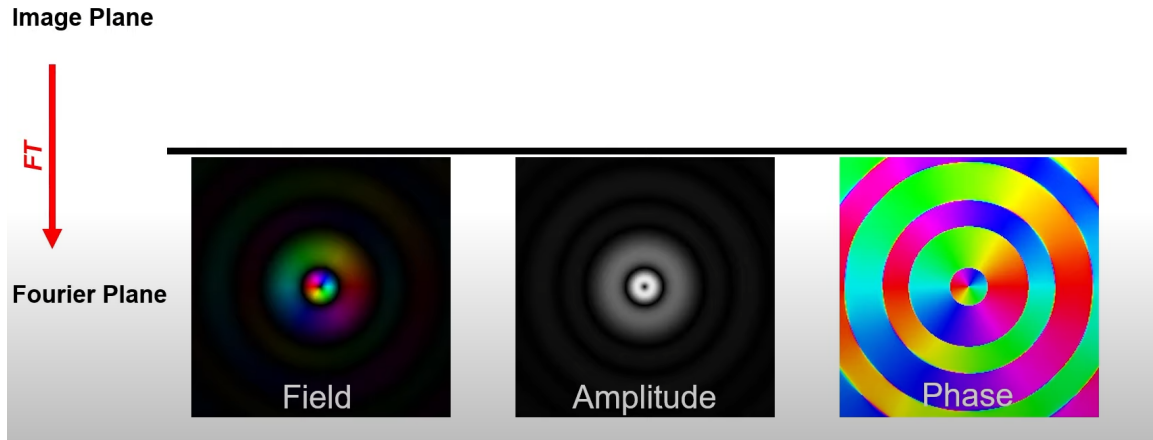 Image Plane
FT
Fourier Plane
Field
Amplitude
Phase